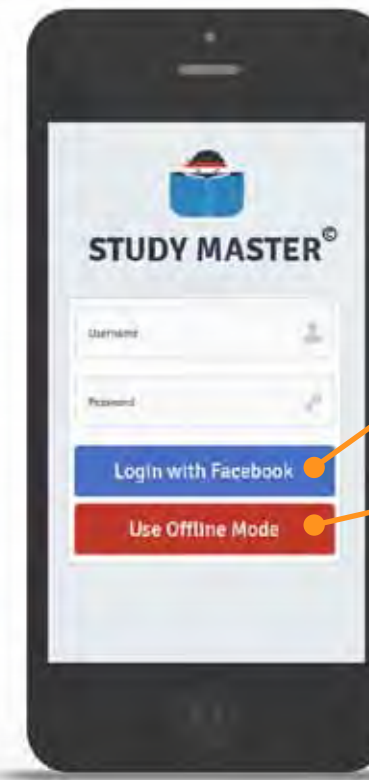 STUDY MASTER©
Username
Password
Login with Facebook
Use Offline Mode